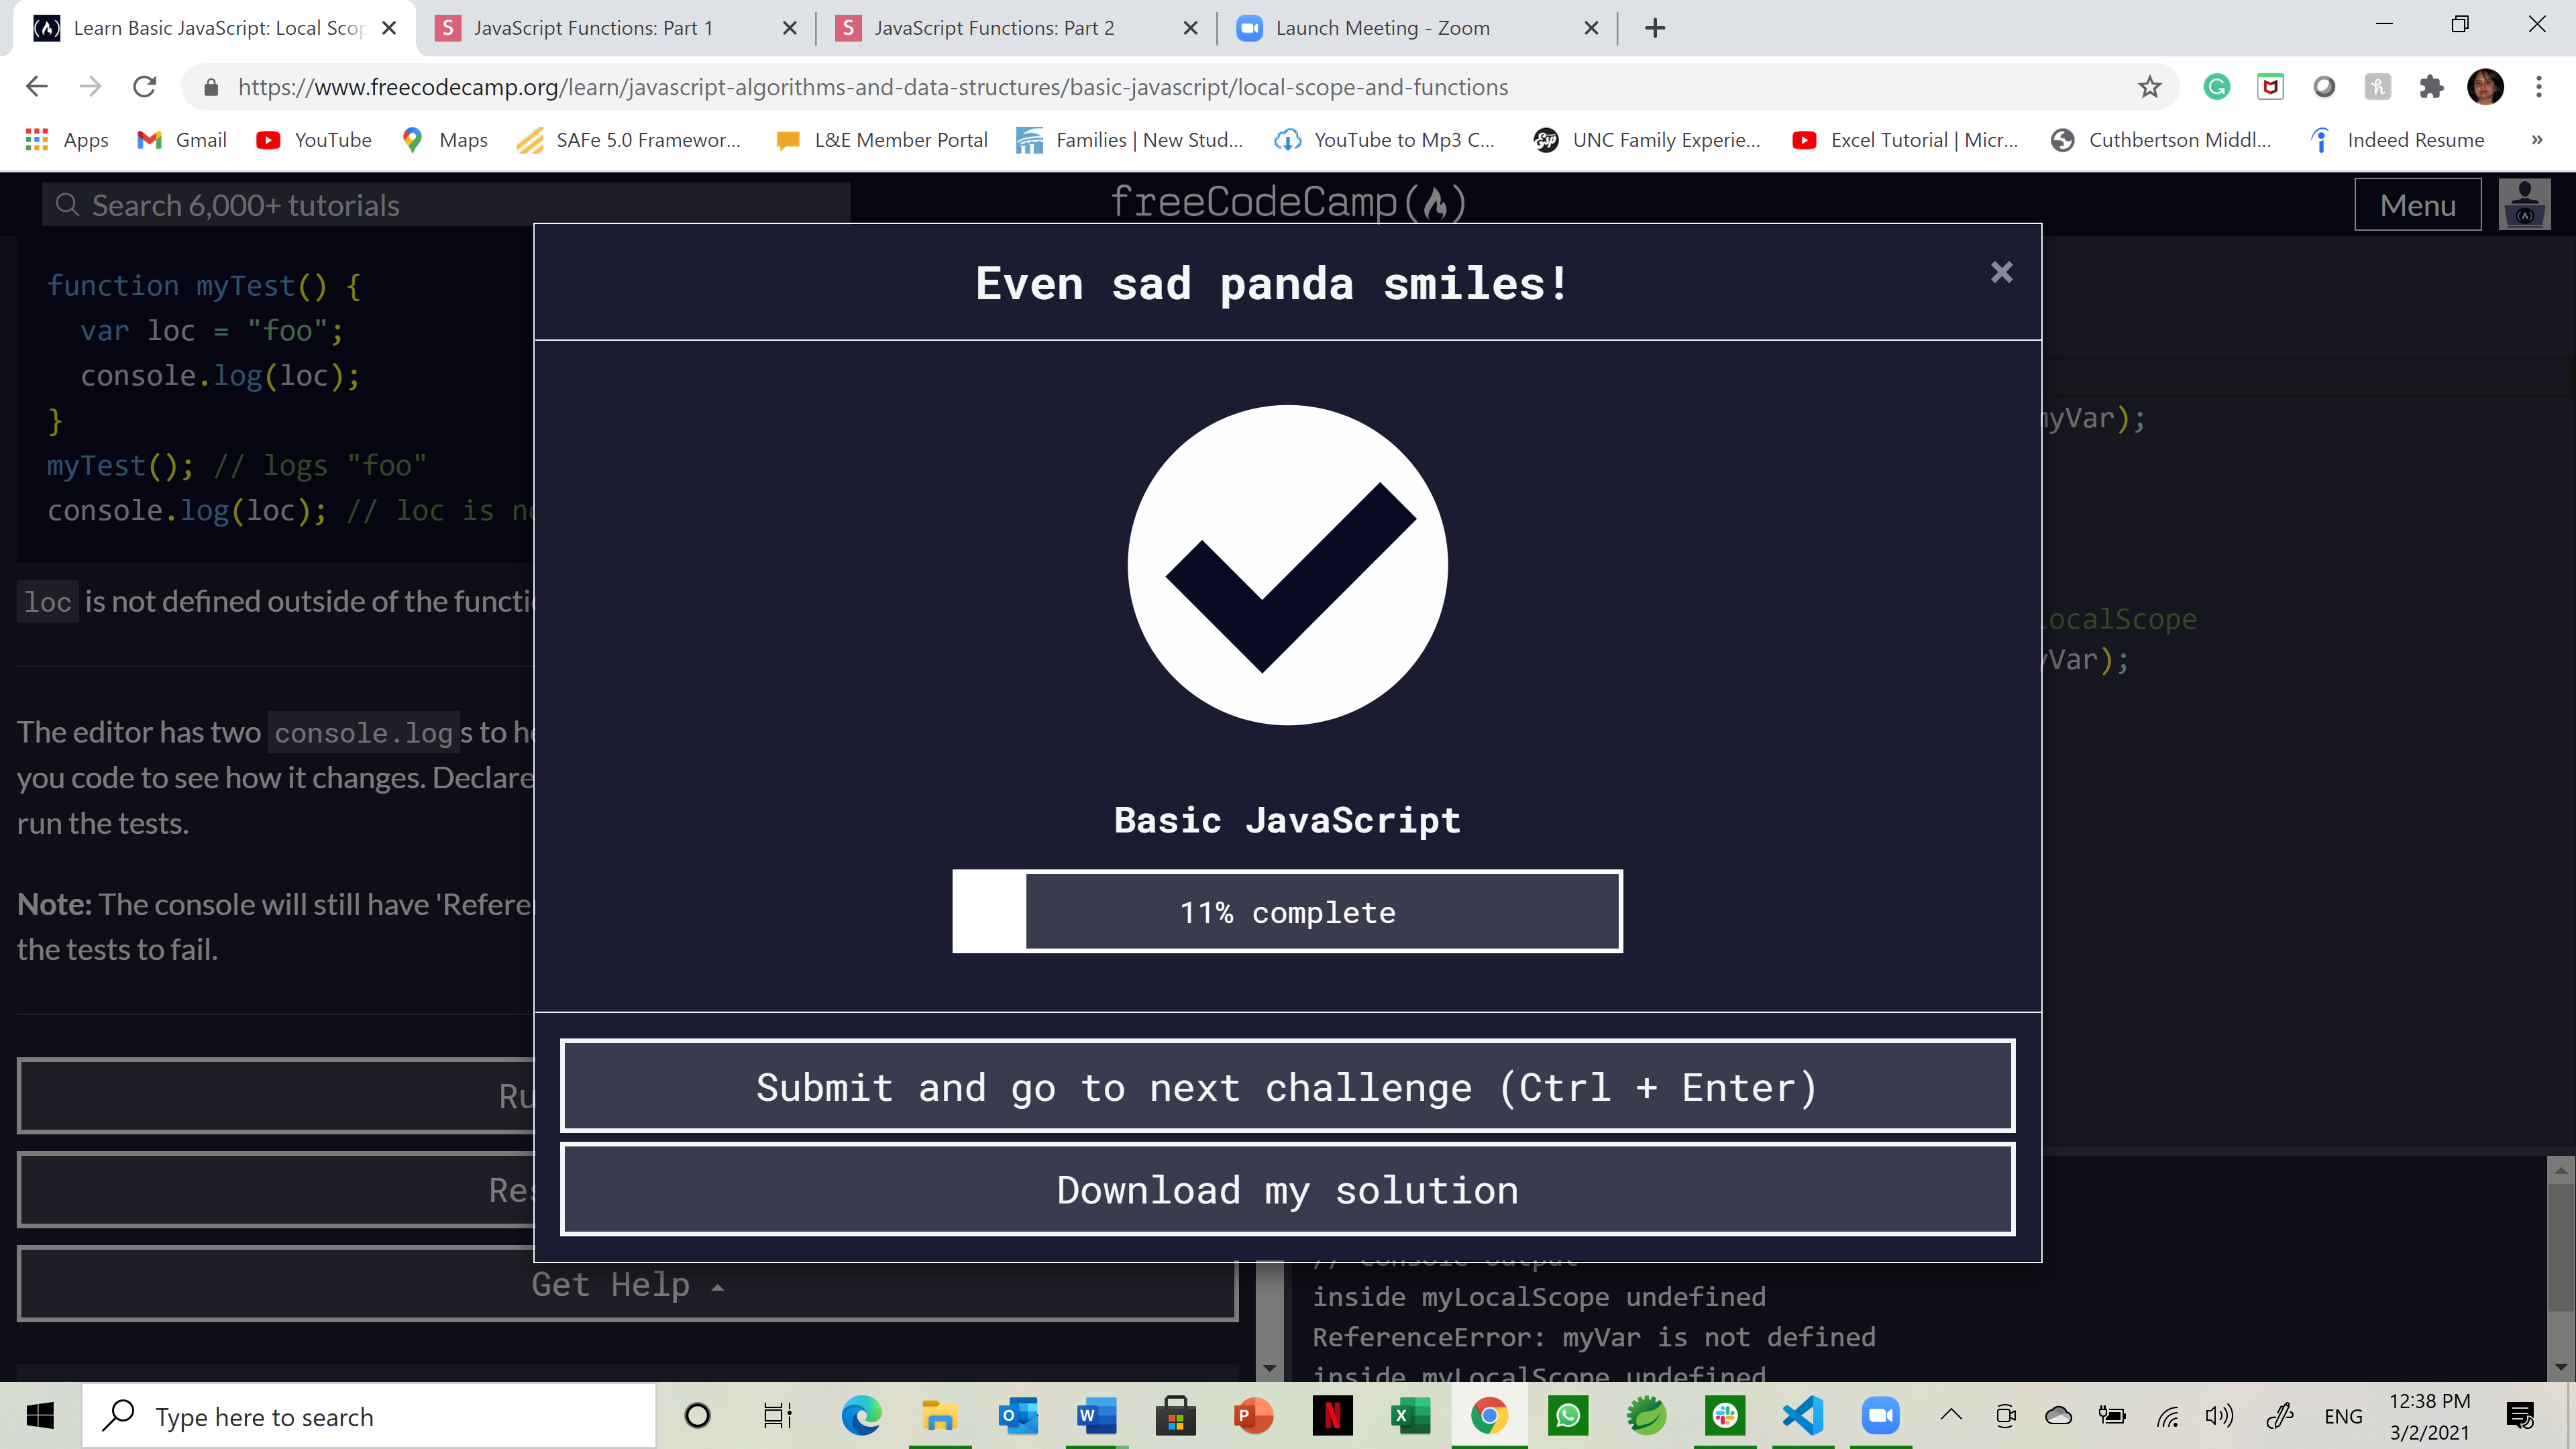 Learn Basic JavaScript: Local Scop
JavaScript Functions: Part 1
JavaScript Functions: Part 2
Launch Meeting - Zoom
https://www.freecodecamp.org/learn/javascript-algorithms-and-data-structures/basic-javascript/local-scope-and-functions
Apps
Gmail
YouTube
Maps
SAFe 5.0 Framewor...
L&E Member Portal
Families | New Stud...
YouTube to Mp3 C...
UNC Family Experie...
Excel Tutorial | Micr...
Cuthbertson Middl...
Indeed Resume
»
Search 6,000+ tutorials
freeCodeCamp
Menu
function myTest() {
var loc = "foo";
console.log(loc);
}
myTest(); // logs "foo"
console.log(loc); // loc is no
loc is not defined outside of the functi
The editor has two console.logs to he
you code to see how it changes. Declare
run the tests.
Note: The console will still have 'Refere
the tests to fail.
Ru
Res
Get Help
Even sad panda smiles!
×
Basic JavaScript
11% complete
Submit and go to next challenge (Ctrl + Enter)
Download my solution
myVar);
LocalScope
yVar);
// console output
inside myLocalScope undefined
ReferenceError: myVar is not defined
inside myLocalScope undefined
Type here to search
ENG
12:38 PM
3/2/2021